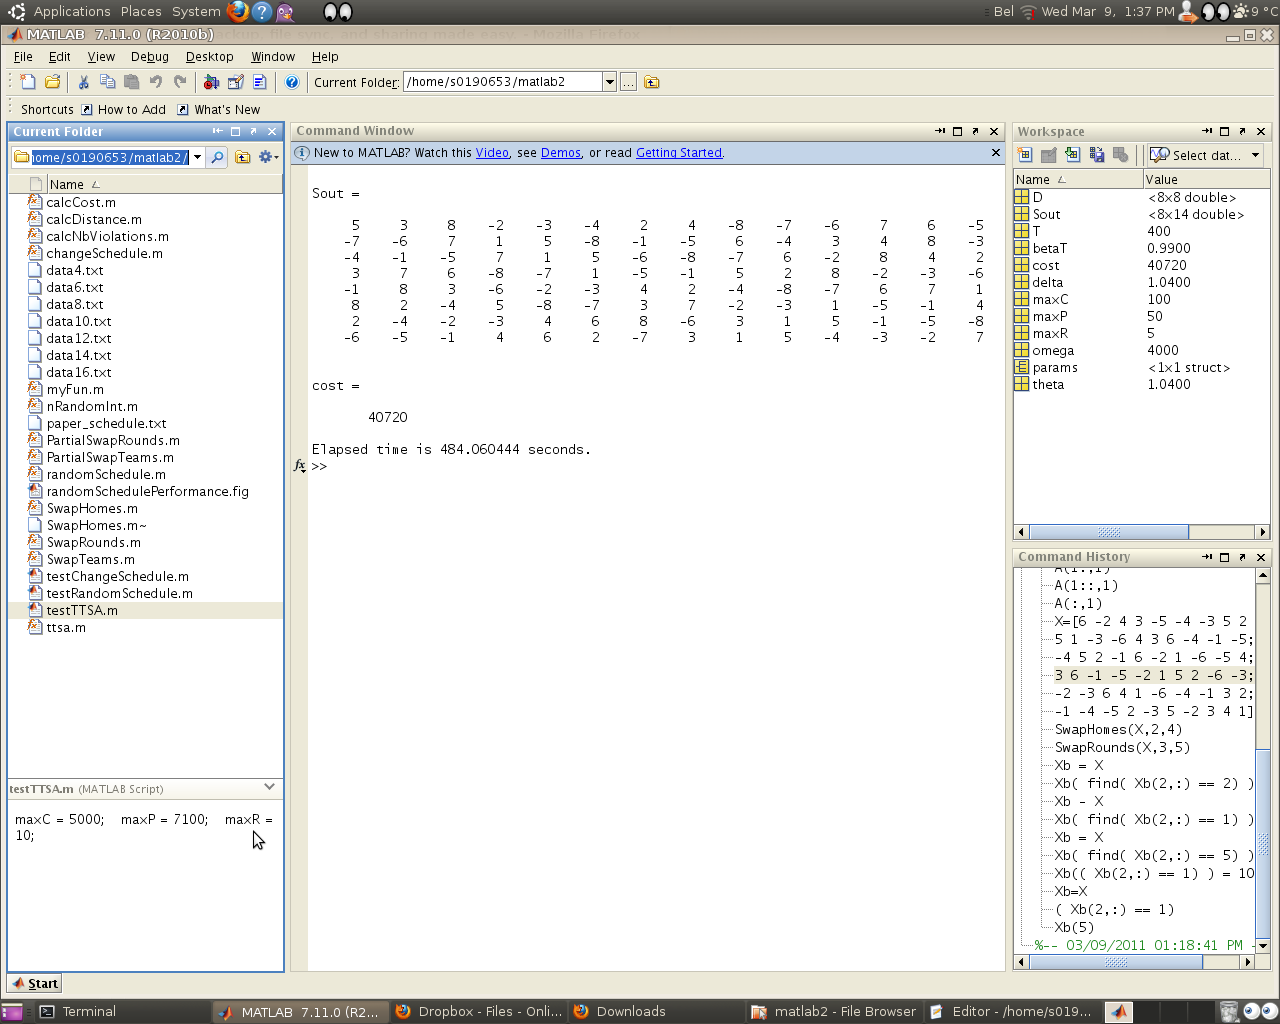 Applications Places System
Bel Wed Mar 9, 1:37 PM 9 °C
MATLAB 7.11.0 (R2010b)
File Edit View Debug Desktop Window Help
Current Folder: /home/s0190653/matlab2 ...
Shortcuts How to Add What's New
Current Folder
ome/s0190653/matlab2/
Name
calcCost.m
calcDistance.m
calcNbViolations.m
changeSchedule.m
data4.txt
data6.txt
data8.txt
data10.txt
data12.txt
data14.txt
data16.txt
myFun.m
nRandomInt.m
paper_schedule.txt
PartialSwapRounds.m
PartialSwapTeams.m
randomSchedule.m
randomSchedulePerformance.fig
SwapHomes.m
SwapHomes.m~
SwapRounds.m
SwapTeams.m
testChangeSchedule.m
testRandomSchedule.m
testTTSA.m
ttsa.m
testTTSA.m (MATLAB Script)
maxC = 5000; maxP = 7100; maxR =
10;
Start
Command Window
New to MATLAB? Watch this Video, see Demos, or read Getting Started.
Sout =
5 3 8 -2 -3 -4 2 4 -8 -7 -6 7 6 -5
-7 -6 7 1 5 -8 -1 -5 6 -4 3 4 8 -3
-4 -1 -5 7 1 5 -6 -8 -7 6 -2 8 4 2
3 7 6 -8 -7 1 -5 -1 5 2 8 -2 -3 -6
-1 8 3 -6 -2 -3 4 2 -4 -8 -7 6 7 1
8 2 -4 5 -8 -7 3 7 -2 -3 1 -5 -1 4
2 -4 -2 -3 4 6 8 -6 3 1 5 -1 -5 -8
-6 -5 -1 4 6 2 -7 3 1 5 -4 -3 -2 7
cost =
40720
Elapsed time is 484.060444 seconds.
fx >>
Workspace
Select dat...
Name Value
D <8x8 double>
Sout <8x14 double>
T 400
betaT 0.9900
cost 40720
delta 1.0400
maxC 100
maxP 50
maxR 5
omega 4000
params <1x1 struct>
theta 1.0400
Command History
A(1:,1)
A(1::,1)
A(:,1)
X=[6 -2 4 3 -5 -4 -3 5 2
5 1 -3 -6 4 3 6 -4 -1 -5;
-4 5 2 -1 6 -2 1 -6 -5 4;
3 6 -1 -5 -2 1 5 2 -6 -3;
-2 -3 6 4 1 -6 -4 -1 3 2;
-1 -4 -5 2 -3 5 -2 3 4 1]
SwapHomes(X,2,4)
SwapRounds(X,3,5)
Xb = X
Xb( find( Xb(2,:) == 2) )
Xb - X
Xb( find( Xb(2,:) == 1) )
Xb = X
Xb( find( Xb(2,:) == 5) )
Xb(( Xb(2,:) == 1) ) = 10
Xb=X
( Xb(2,:) == 1)
Xb(5)
%-- 03/09/2011 01:18:41 PM -
Terminal
MATLAB 7.11.0 (R2...
Dropbox - Files - Onli...
Downloads
matlab2 - File Browser
Editor - /home/s019...